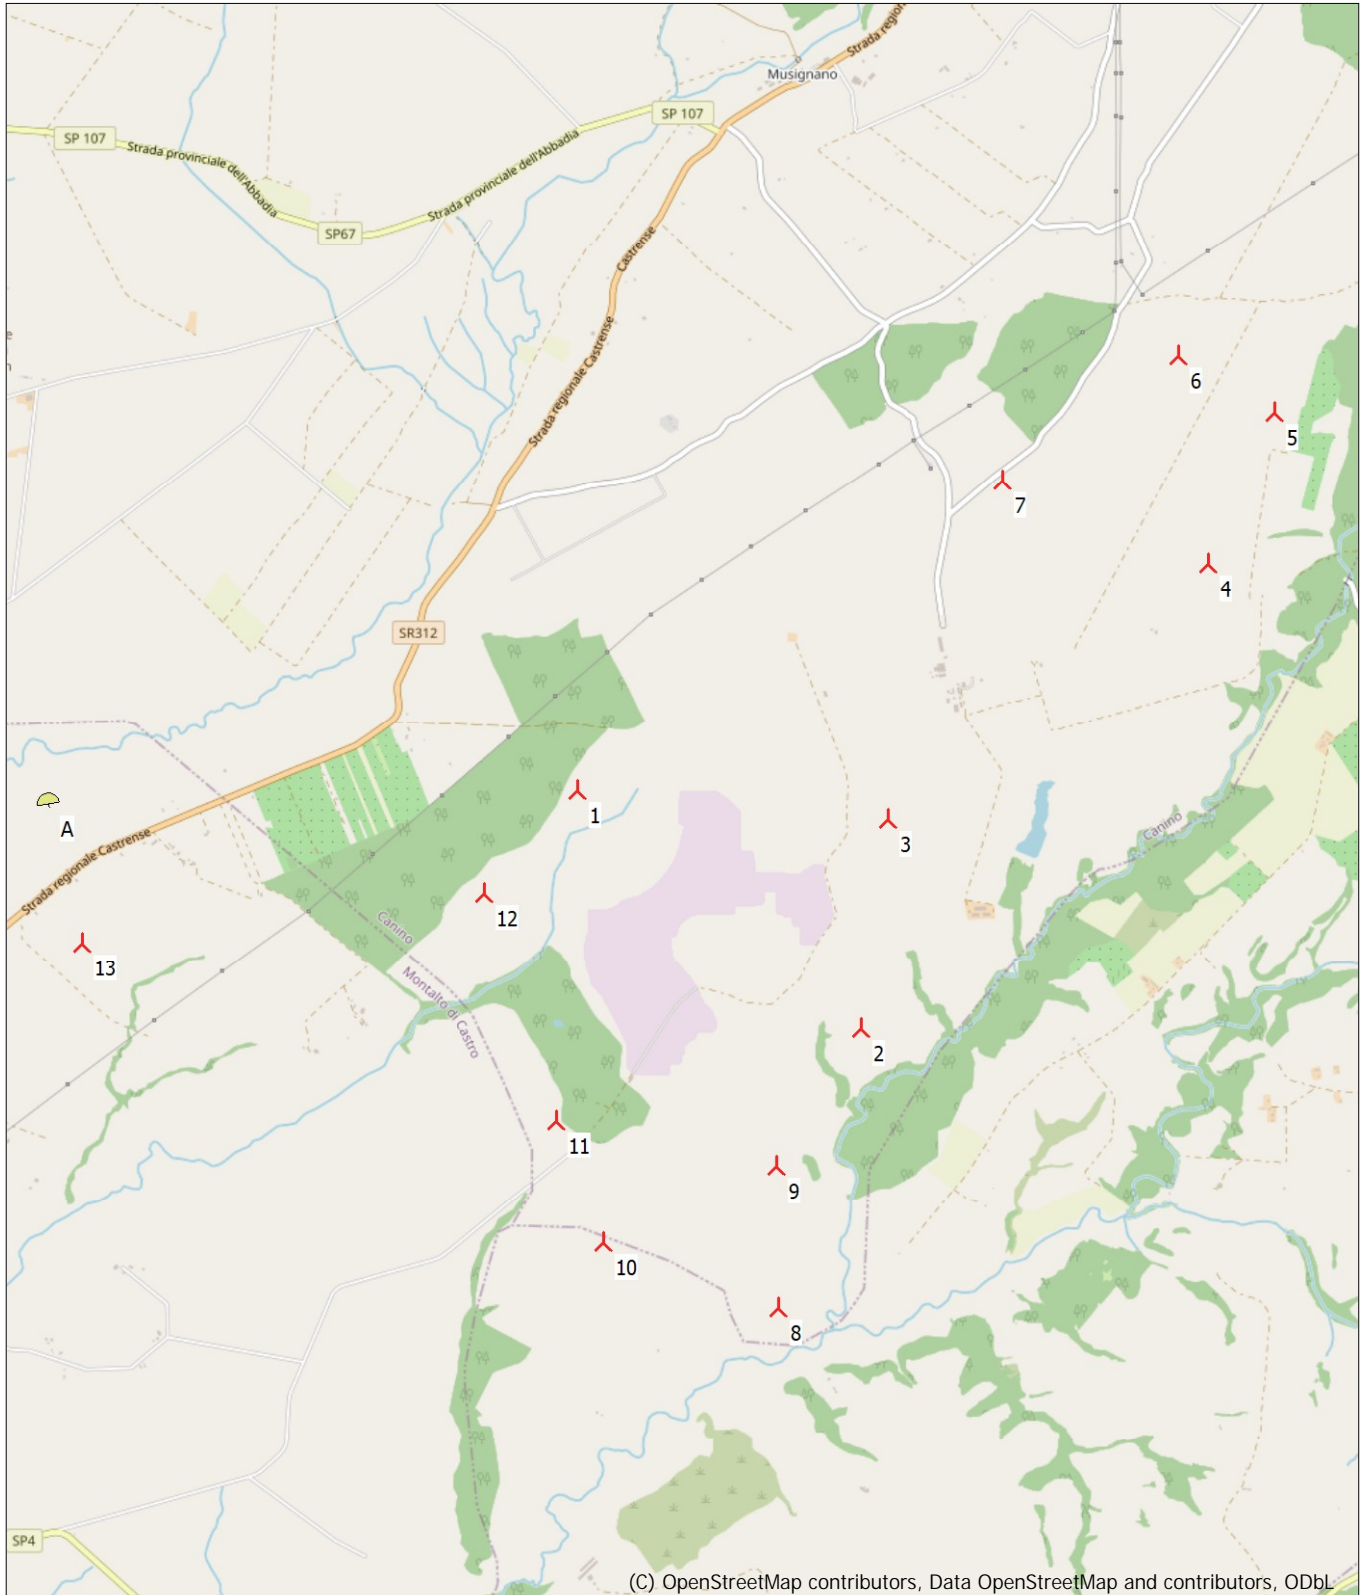 Strada region
Musignano
SP 107
SP 107
Strada provinciale dell'Abbadia
Strada provinciale dell'Abbadia
SP67
Castrense
Strada regionale Castrense
6
5
7
4
SR312
1
A
3
Canino
Strada regionale Castrense
12
Canino
13
Montalto di Castro
2
11
9
10
8
SP4
(C) OpenStreetMap contributors, Data OpenStreetMap and contributors, ODbL